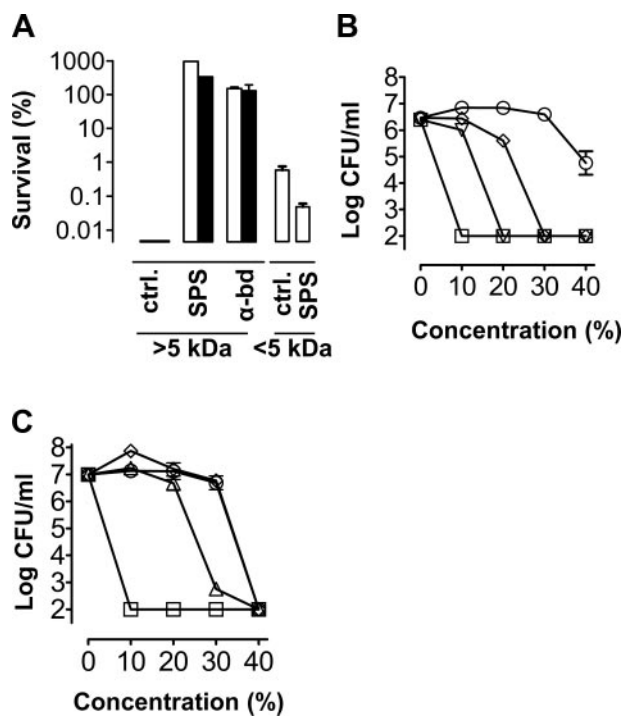 A
Survival (%)
1000
100
10
1
0.1
0.01
ctrl.
SPS
α-bd
ctrl.
SPS
>5 kDa
<5 kDa
B
Log CFU/ml
8
7
6
5
4
3
2
0 10 20 30 40
Concentration (%)
C
Log CFU/ml
8
7
6
5
4
3
2
0 10 20 30 40
Concentration (%)